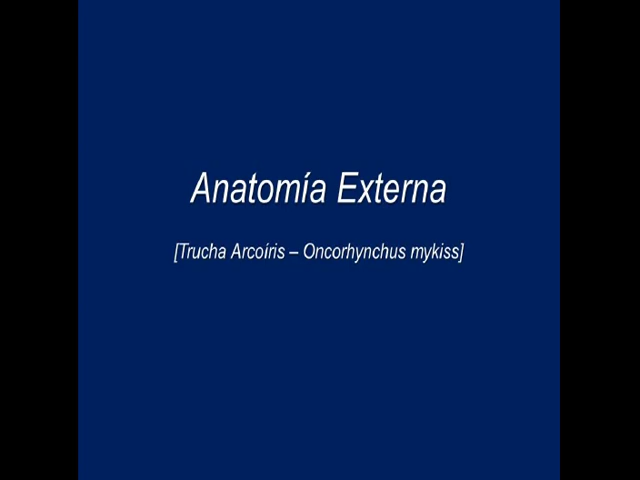 Anatomía Externa
[Trucha Arcoíris – Oncorhynchus mykiss]